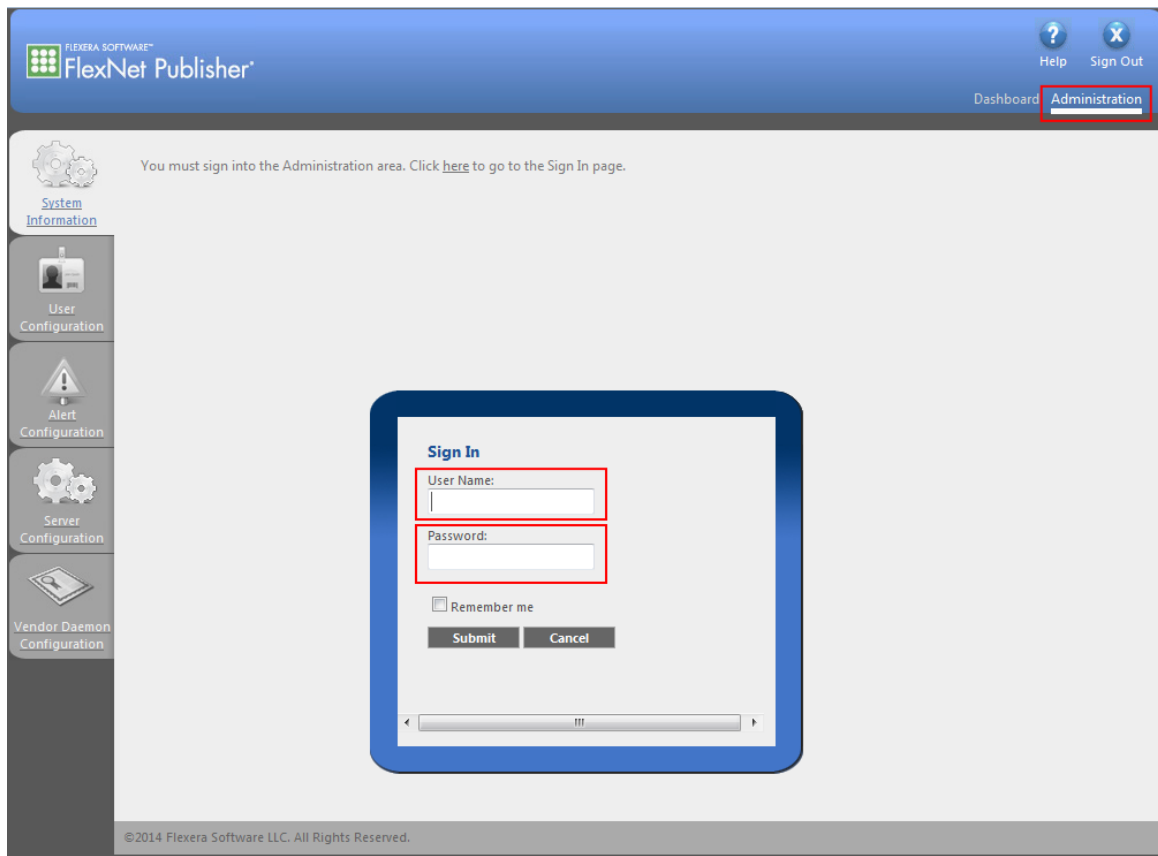 FLEXERA SOFTWARE™
FlexNet Publisher
Help Sign Out
Dashboard Administration
System
Information
You must sign into the Administration area. Click here to go to the Sign In page.
User
Configuration
Alert
Configuration
Server
Configuration
Vendor Daemon
Configuration
Sign In
User Name:
Password:
Remember me
Submit Cancel
©2014 Flexera Software LLC. All Rights Reserved.